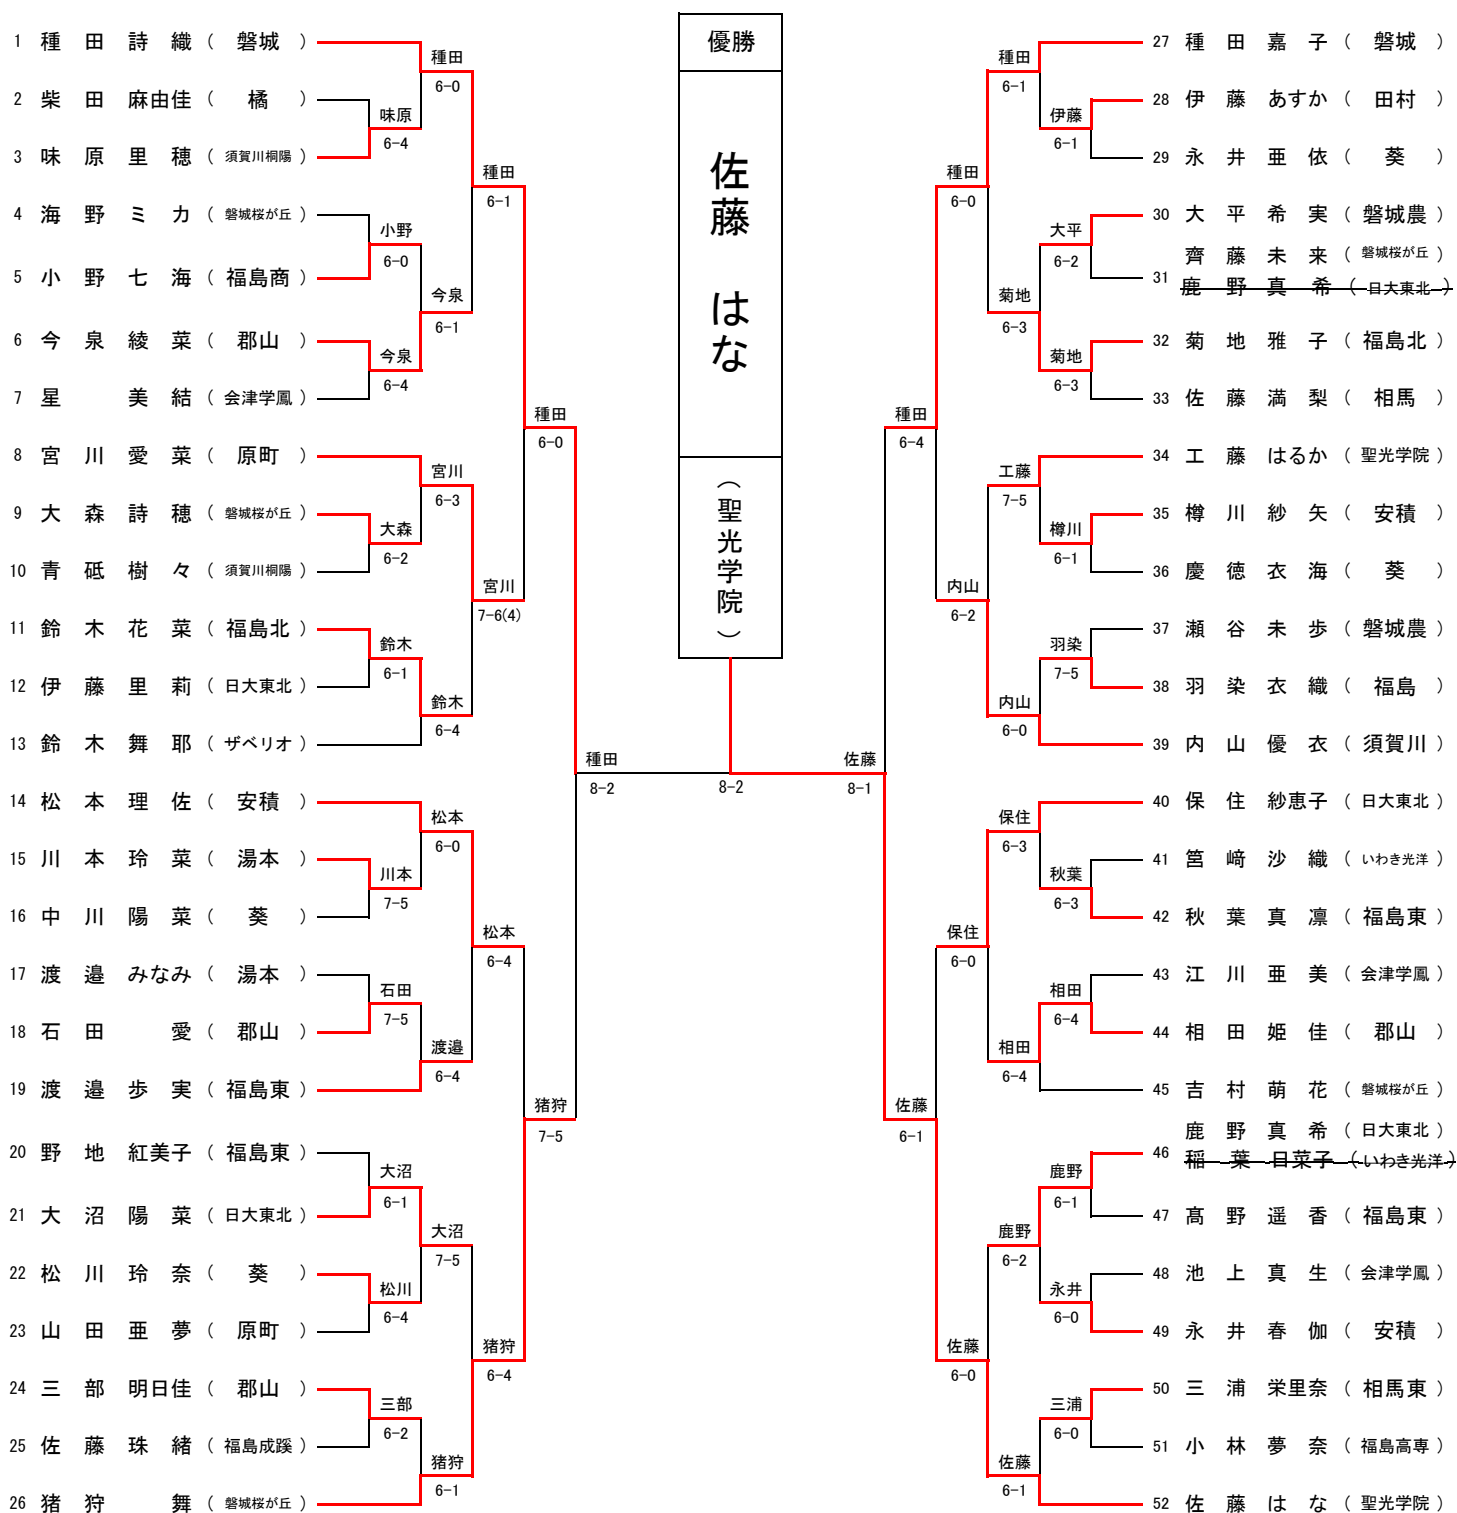 優勝
佐藤 はな
（聖光学院）
1 種田詩織（磐城）
2 柴田麻由佳（橘）
3 味原里穂（須賀川桐陽）
4 海野ミカ（磐城桜が丘）
5 小野七海（福島商）
6 今泉綾菜（郡山）
7 星美結（会津学鳳）
8 宮川愛菜（原町）
9 大森詩穂（磐城桜が丘）
10 青砥樹々（須賀川桐陽）
11 鈴木花菜（福島北）
12 伊藤里莉（日大東北）
13 鈴木舞耶（ザベリオ）
14 松本理佐（安積）
15 川本玲菜（湯本）
16 中川陽菜（葵）
17 渡邉みなみ（湯本）
18 石田愛（郡山）
19 渡邉歩実（福島東）
20 野地紅美子（福島東）
21 大沼陽菜（日大東北）
22 松川玲奈（葵）
23 山田亜夢（原町）
24 三部明日佳（郡山）
25 佐藤珠緒（福島成蹊）
26 猪狩舞（磐城桜が丘）
種田
6-0
味原
6-4
種田
6-1
小野
6-0
今泉
6-1
今泉
6-4
種田
6-0
宮川
6-3
大森
6-2
宮川
7-6(4)
鈴木
6-1
鈴木
6-4
種田
8-2
松本
6-0
川本
7-5
松本
6-4
石田
7-5
渡邉
6-4
猪狩
7-5
大沼
6-1
大沼
7-5
松川
6-4
猪狩
6-4
三部
6-2
猪狩
6-1
8-2
種田
6-1
伊藤
6-1
種田
6-0
大平
6-2
菊地
6-3
菊地
6-3
種田
6-4
工藤
7-5
樽川
6-1
内山
6-2
羽染
7-5
内山
6-0
佐藤
8-1
保住
6-3
秋葉
6-3
保住
6-0
相田
6-4
相田
6-4
佐藤
6-1
鹿野
6-1
鹿野
6-2
永井
6-0
佐藤
6-0
三浦
6-0
佐藤
6-1
27 種田嘉子（磐城）
28 伊藤あすか（田村）
29 永井亜依（葵）
30 大平希実（磐城農）
齊藤未来（磐城桜が丘）
31 鹿野真希（日大東北）
32 菊地雅子（福島北）
33 佐藤満梨（相馬）
34 工藤はるか（聖光学院）
35 樽川紗矢（安積）
36 慶徳衣海（葵）
37 瀬谷未歩（磐城農）
38 羽染衣織（福島）
39 内山優衣（須賀川）
40 保住紗恵子（日大東北）
41 筥﨑沙織（いわき光洋）
42 秋葉真凛（福島東）
43 江川亜美（会津学鳳）
44 相田姫佳（郡山）
45 吉村萌花（磐城桜が丘）
鹿野真希（日大東北）
46 稲葉日菜子（いわき光洋）
47 髙野遥香（福島東）
48 池上真生（会津学鳳）
49 永井春伽（安積）
50 三浦栄里奈（相馬東）
51 小林夢奈（福島高専）
52 佐藤はな（聖光学院）